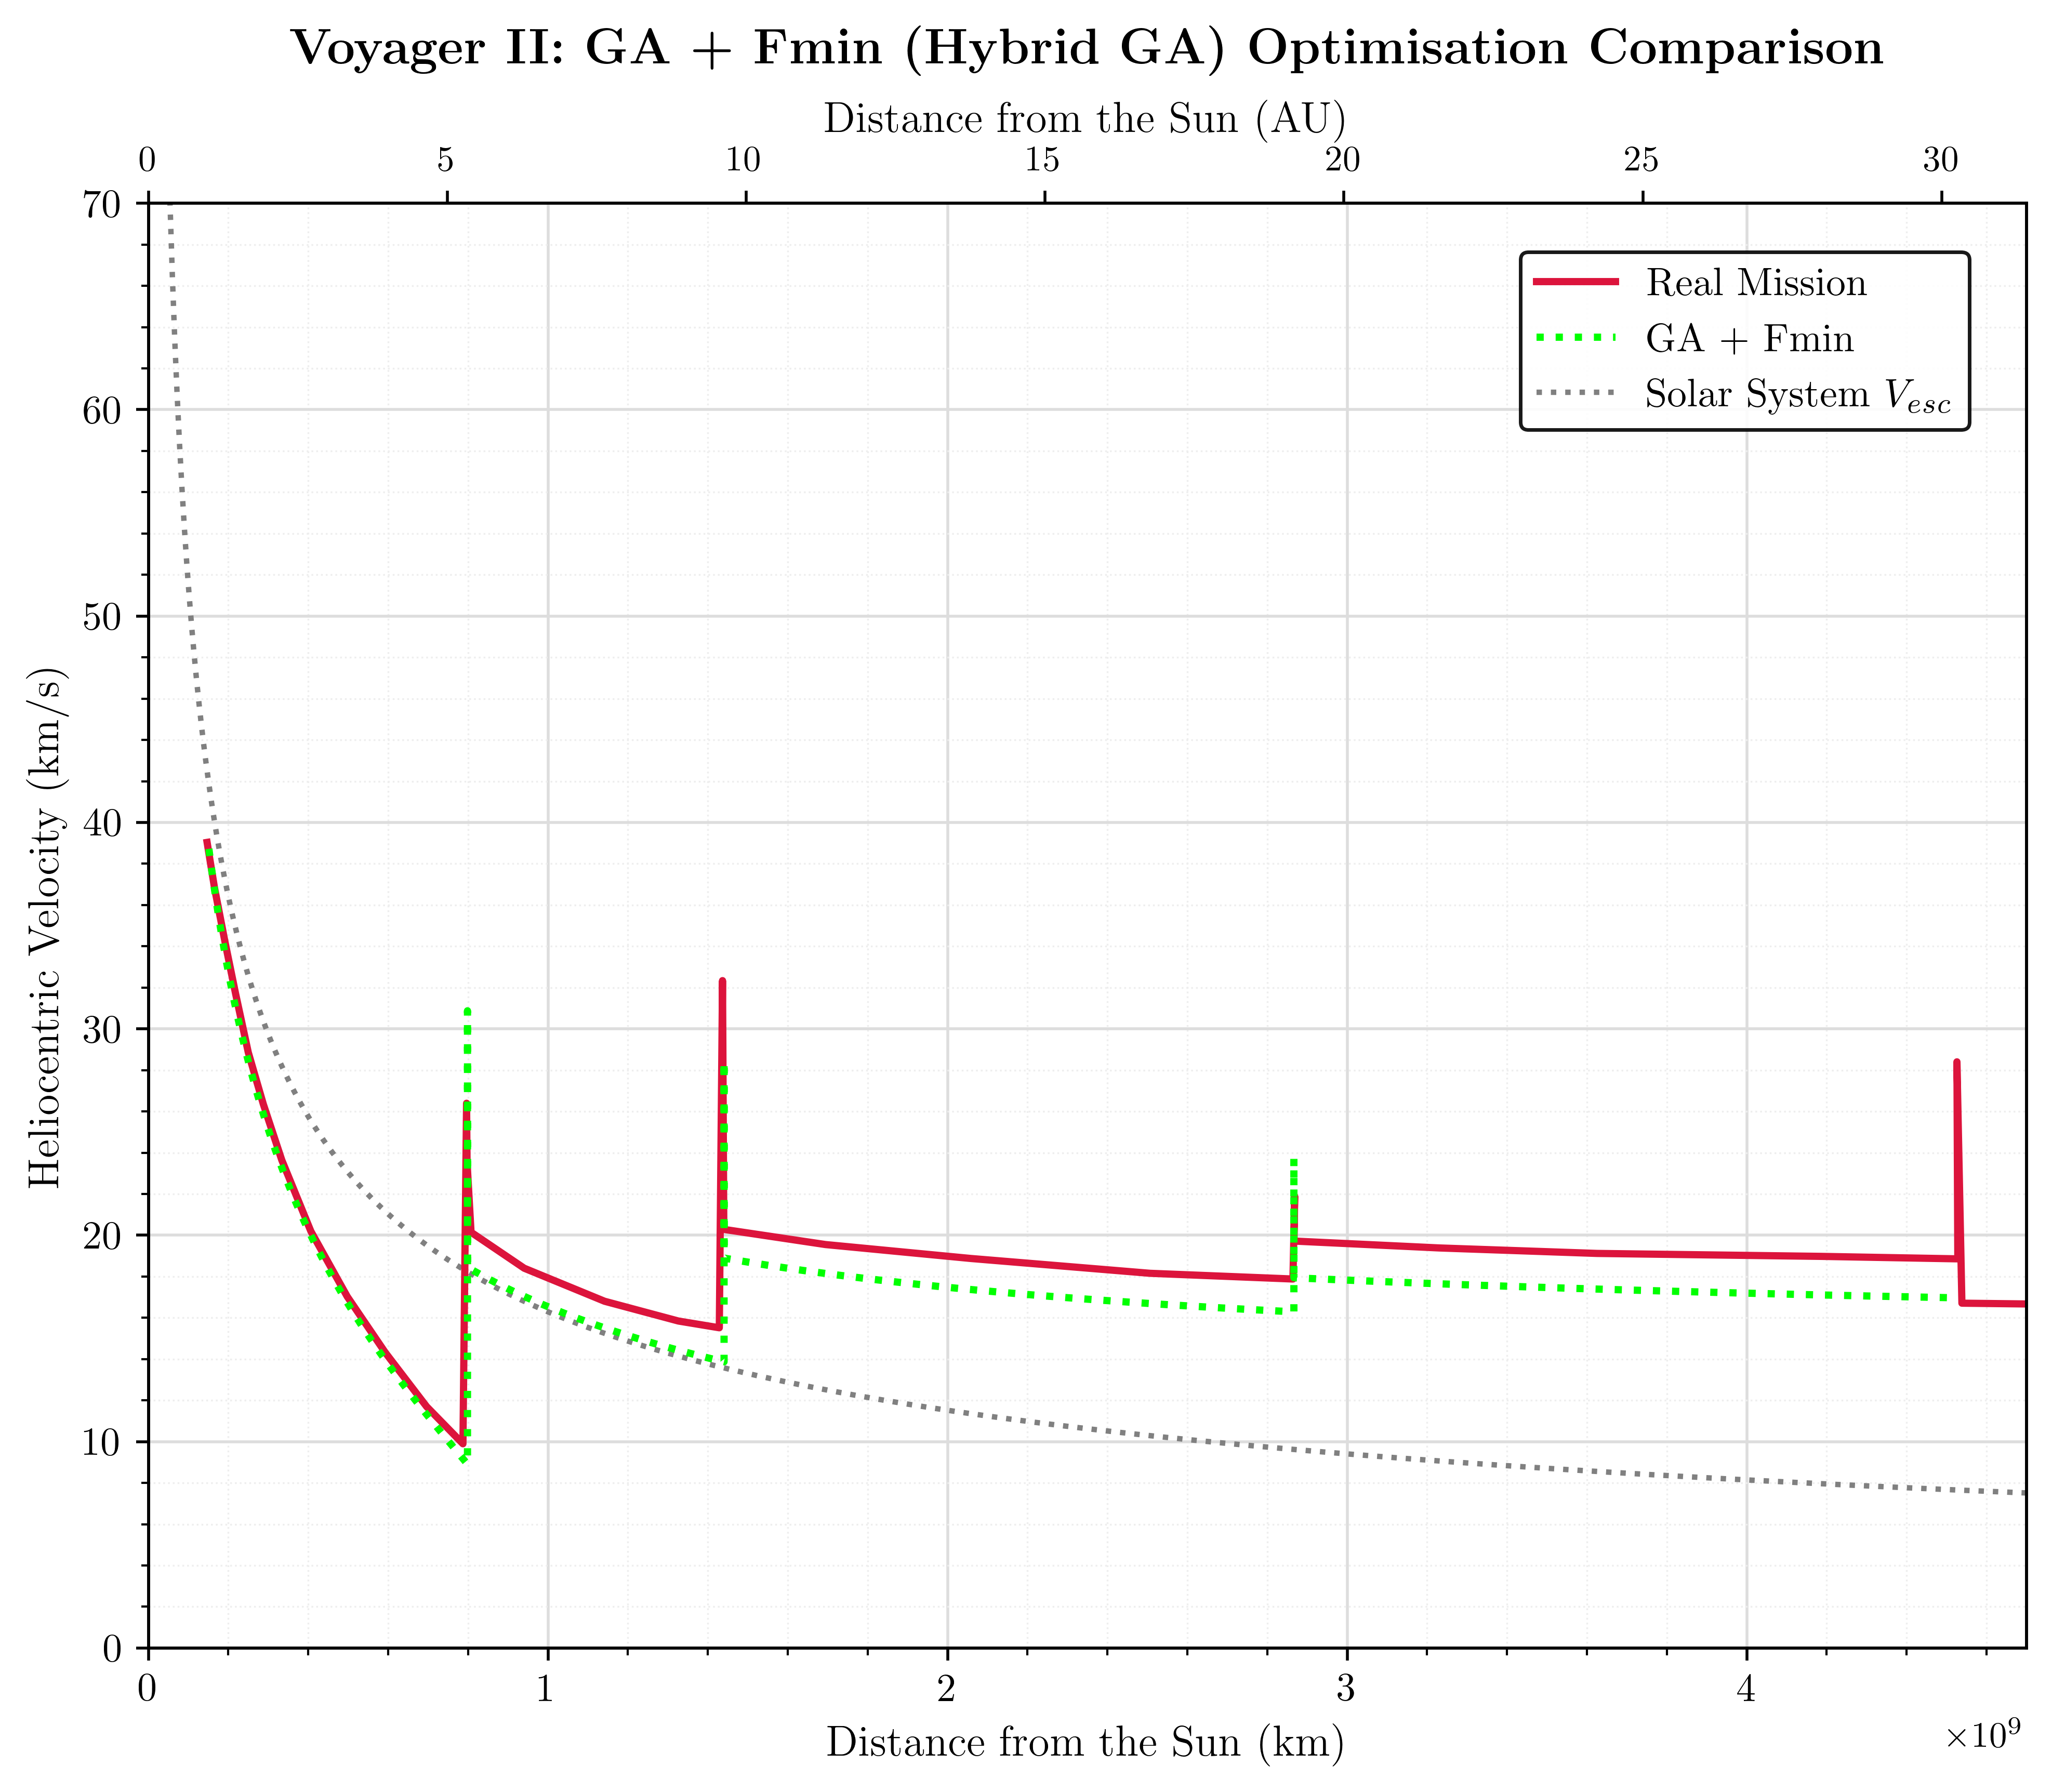 Voyager II: GA + Fmin (Hybrid GA) Optimisation Comparison
Distance from the Sun (AU)
0 5 10 15 20 25 30
70
60
50
40
30
20
10
0
Heliocentric Velocity (km/s)
Real Mission
GA + Fmin
Solar System V_esc
0 1 2 3 4
×10⁹
Distance from the Sun (km)